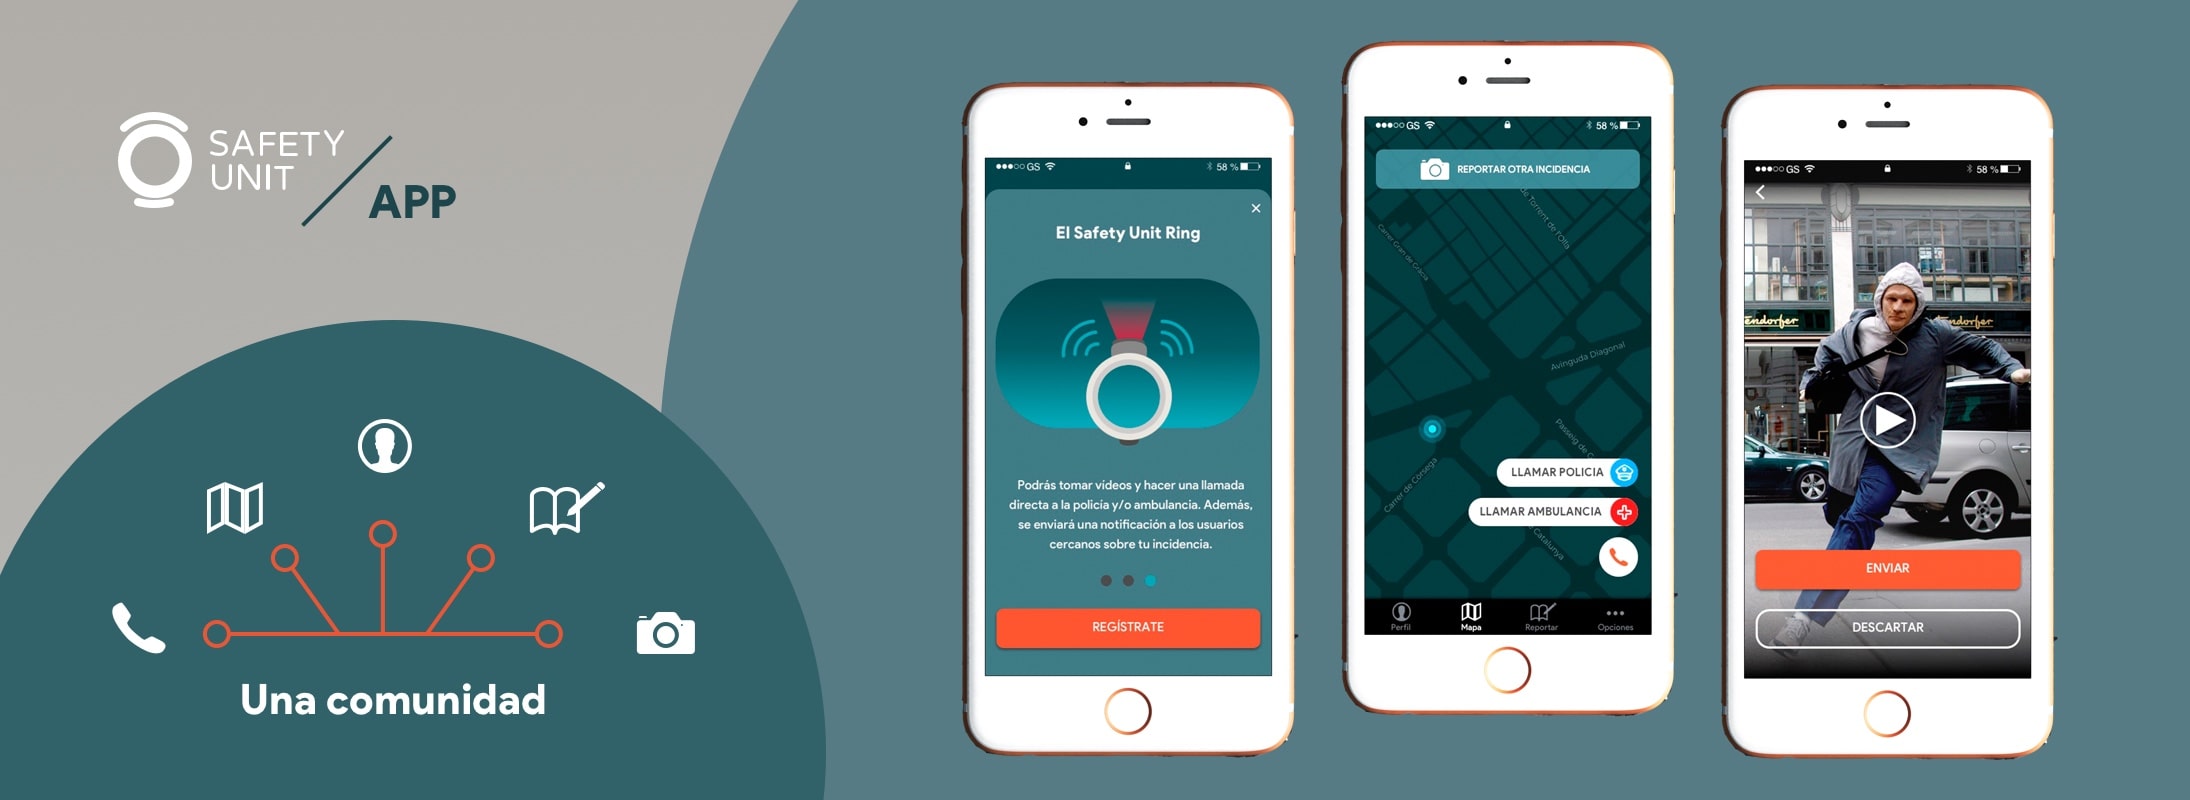 SAFETY
UNIT
APP
Una comunidad
GS
58 %
El Safety Unit Ring
Podrás tomar vídeos y hacer una llamada
directa a la policía y/o ambulancia. Además,
se enviará una notificación a los usuarios
cercanos sobre tu incidencia.
REGÍSTRATE
GS
58 %
REPORTAR OTRA INCIDENCIA
de Torrent de l'Olla
Carrer Gran de Gràcia
Avinguda Diagonal
Passeig de
Carrer de Còrsega
LLAMAR POLICIA
LLAMAR AMBULANCIA
Catalunya
Perfil
Mapa
Reportar
Opciones
GS
58 %
endorfer
endorfer
ENVIAR
DESCARTAR